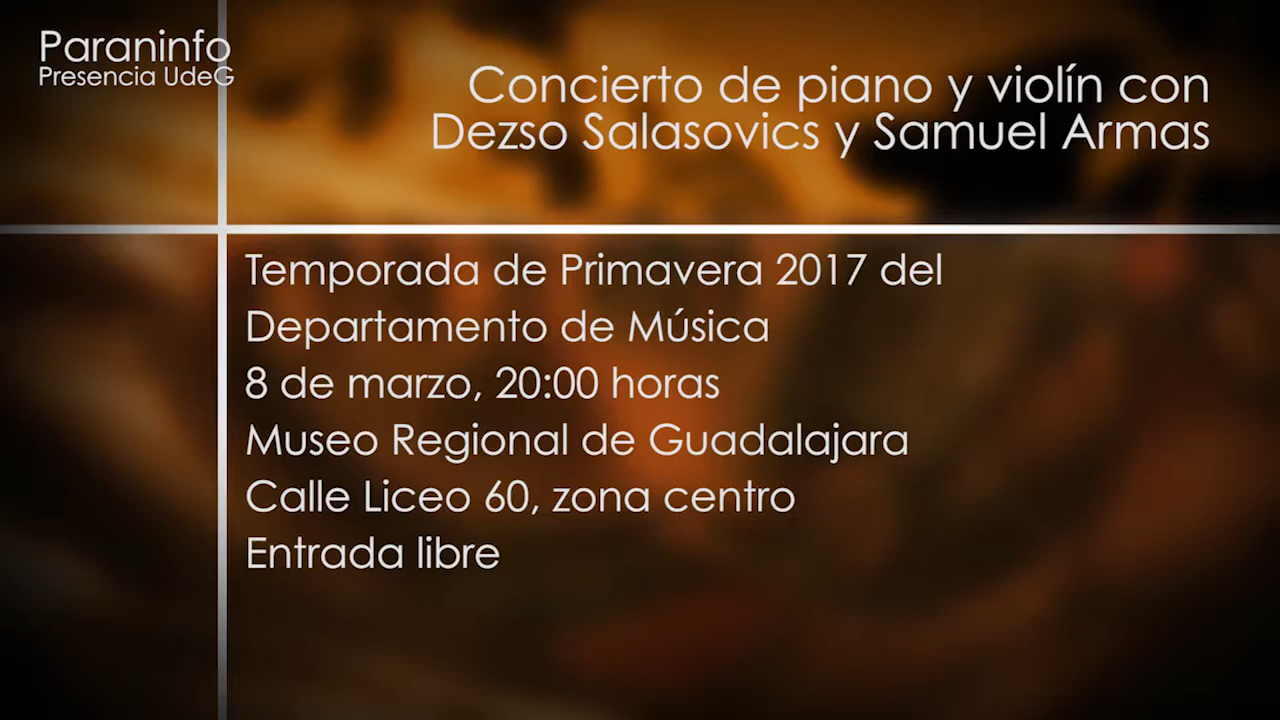 Paraninfo
Presencia UdeG
Concierto de piano y violín con
Dezso Salasovics y Samuel Armas
Temporada de Primavera 2017 del
Departamento de Música
8 de marzo, 20:00 horas
Museo Regional de Guadalajara
Calle Liceo 60, zona centro
Entrada libre